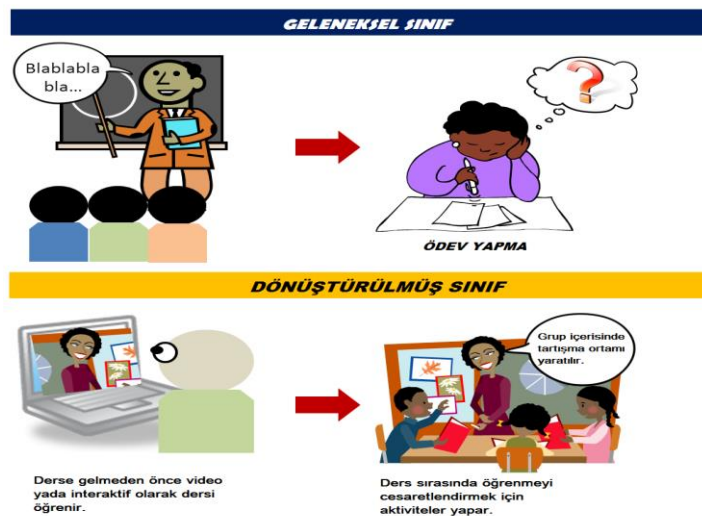 GELENEKSEL SINIF
Blablabla
bla...
?
ÖDEV YAPMA
DÖNÜŞTÜRÜLMÜŞ SINIF
Grup içerisinde
tartışma ortamı
yaratılır.
Derse gelmeden önce video
yada interaktif olarak dersi
öğrenir.
Ders sırasında öğrenmeyi
cesaretlendirmek için
aktiviteler yapar.